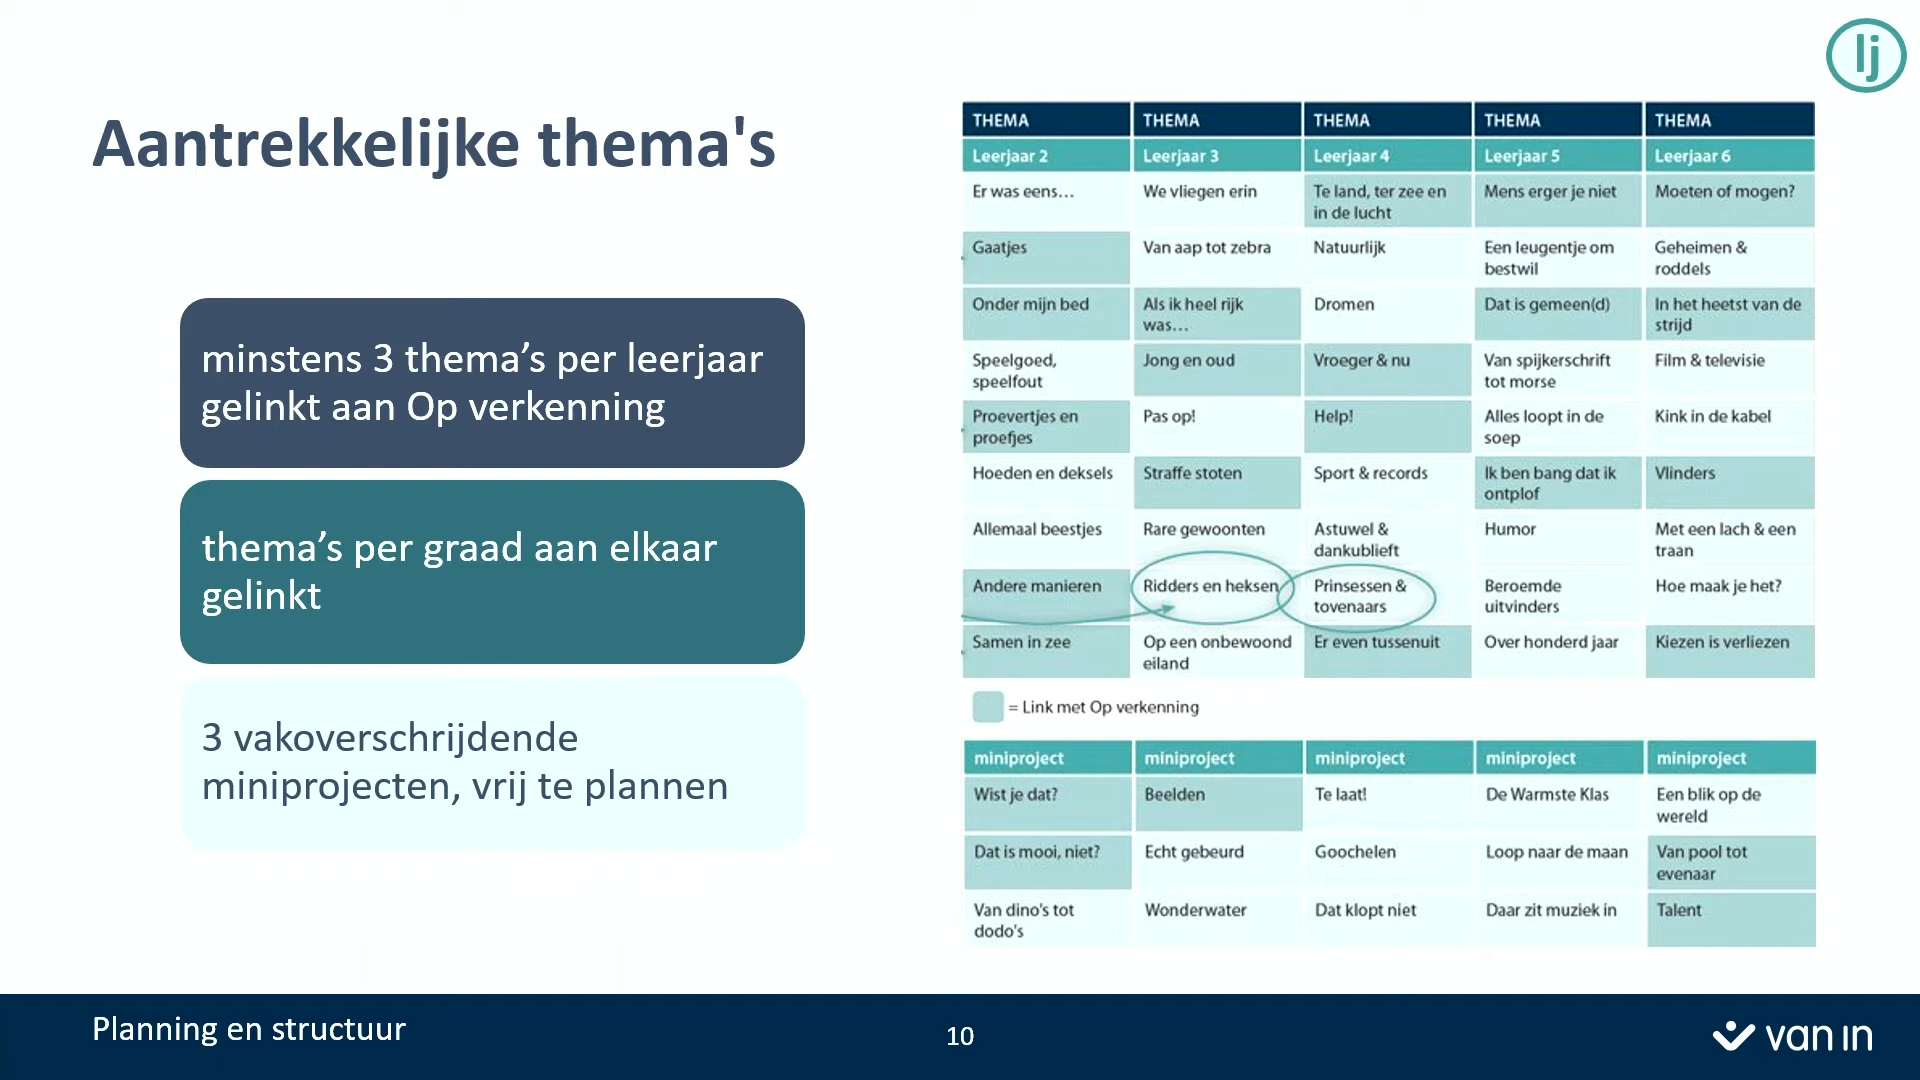 lj
Aantrekkelijke thema's
minstens 3 thema’s per leerjaar
gelinkt aan Op verkenning
thema’s per graad aan elkaar
gelinkt
3 vakoverschrijdende
miniprojecten, vrij te plannen
THEMA THEMA THEMA THEMA THEMA
Leerjaar 2 Leerjaar 3 Leerjaar 4 Leerjaar 5 Leerjaar 6
Er was eens… We vliegen erin Te land, ter zee en Mens erger je niet Moeten of mogen?
in de lucht
Gaatjes Van aap tot zebra Natuurlijk Een leugentje om Geheimen &
bestwil roddels
Onder mijn bed Als ik heel rijk Dromen Dat is gemeen(d) In het heetst van de
was… strijd
Speelgoed, Jong en oud Vroeger & nu Van spijkerschrift Film & televisie
speelfout tot morse
Proevertjes en Pas op! Help! Alles loopt in de Kink in de kabel
proefjes soep
Hoeden en deksels Straffe stoten Sport & records Ik ben bang dat ik Vlinders
ontplof
Allemaal beestjes Rare gewoonten Astuwel & Humor Met een lach & een
dankublieft traan
Andere manieren Ridders en heksen Prinsessen & Beroemde Hoe maak je het?
tovenaars uitvinders
Samen in zee Op een onbewoond Er even tussenuit Over honderd jaar Kiezen is verliezen
eiland
= Link met Op verkenning
miniproject miniproject miniproject miniproject miniproject
Wist je dat? Beelden Te laat! De Warmste Klas Een blik op de
wereld
Dat is mooi, niet? Echt gebeurd Goochelen Loop naar de maan Van pool tot
evenaar
Van dino's tot Wonderwater Dat klopt niet Daar zit muziek in Talent
dodo's
Planning en structuur
10
van in